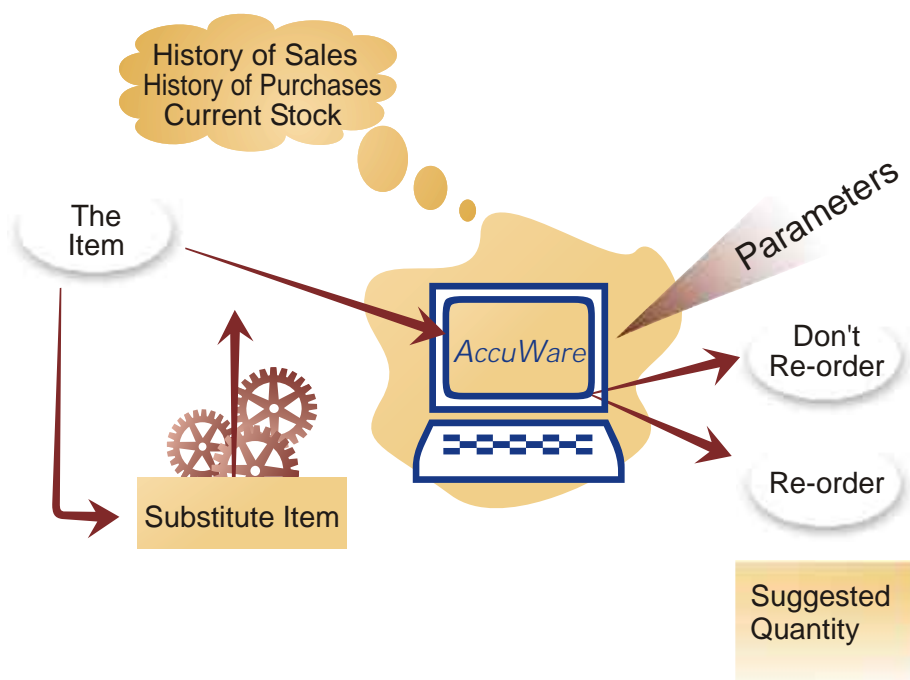 History of Sales
History of Purchases
Current Stock
The
Item
Parameters
AccuWare
Don't
Re-order
Substitute Item
Re-order
Suggested
Quantity